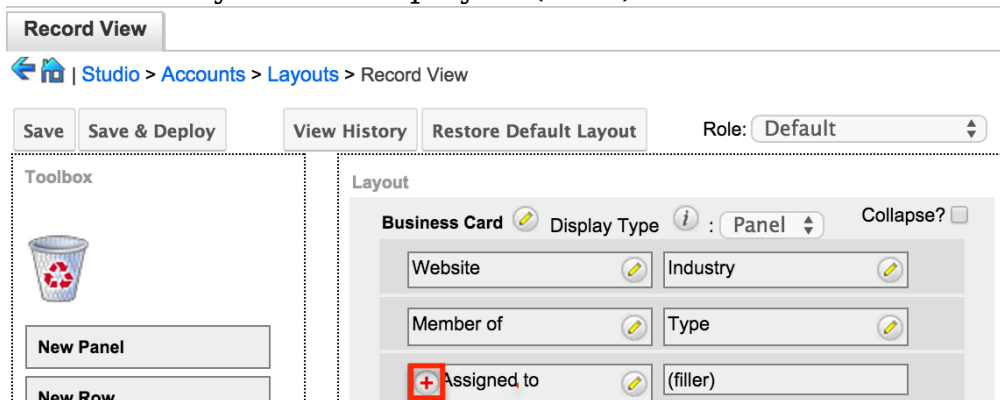 Record View
| Studio > Accounts > Layouts > Record View
Save Save & Deploy View History Restore Default Layout Role: Default
Toolbox
Layout
Business Card Display Type i : Panel Collapse?
Website Industry
Member of Type
+ Assigned to (filler)
New Panel
New Row